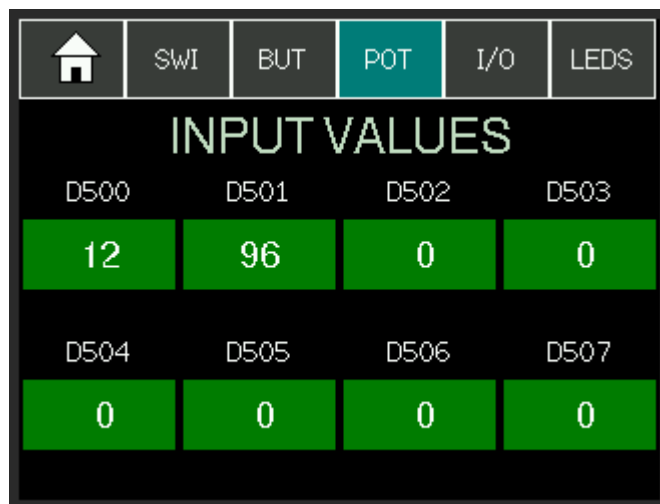 SWI BUT POT I/O LEDS
INPUT VALUES
D500 D501 D502 D503
12 96 0 0
D504 D505 D506 D507
0 0 0 0